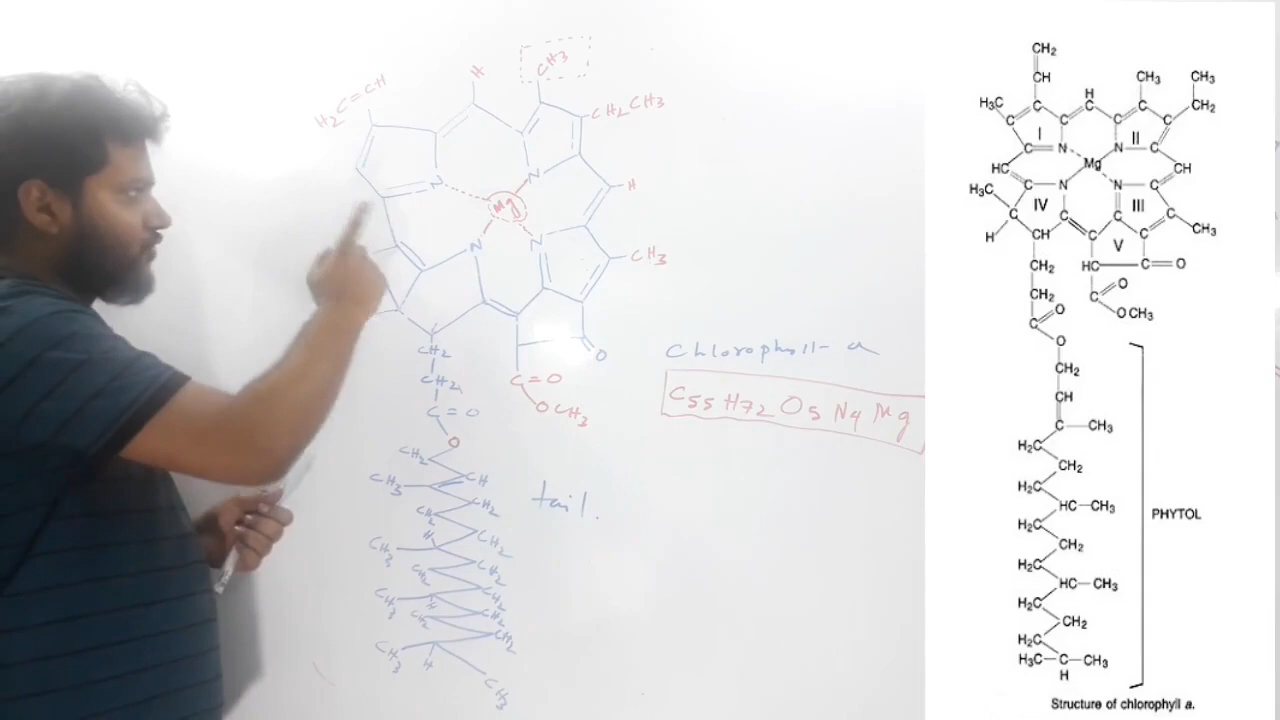 H₂C=CH
H
CH3
CH2CH3
N
N
Mg
H
N
N
CH3
CH2
CH2
C=O
O
C=O
OCH3
O
CH2
CH
CH3
CH2
CH2
CH2
H
CH3
CH2
CH2
CH2
CH3
H
CH2
CH2
CH2
CH3
H
CH3
tail.
Chlorophyll-a
C55 H72 O5 N4 Mg
CH₂
CH
CH₃
CH₃
H₃C
C
C
H
C
C
C
CH₂
C
I
II
C
N
N
C
Mg
HC
CH
C
N
N
C
H₃C
IV
III
C
C
C
C
CH₃
H
CH
C
V
C
CH₂
HC
C
O
CH₂
C
O
O
OCH₃
C
O
CH₂
CH
C
CH₃
H₂C
CH₂
H₂C
HC
CH₃
H₂C
CH₂
PHYTOL
H₂C
HC
CH₃
H₂C
CH₂
H₂C
H₃C
C
CH₃
H
Structure of chlorophyll a.